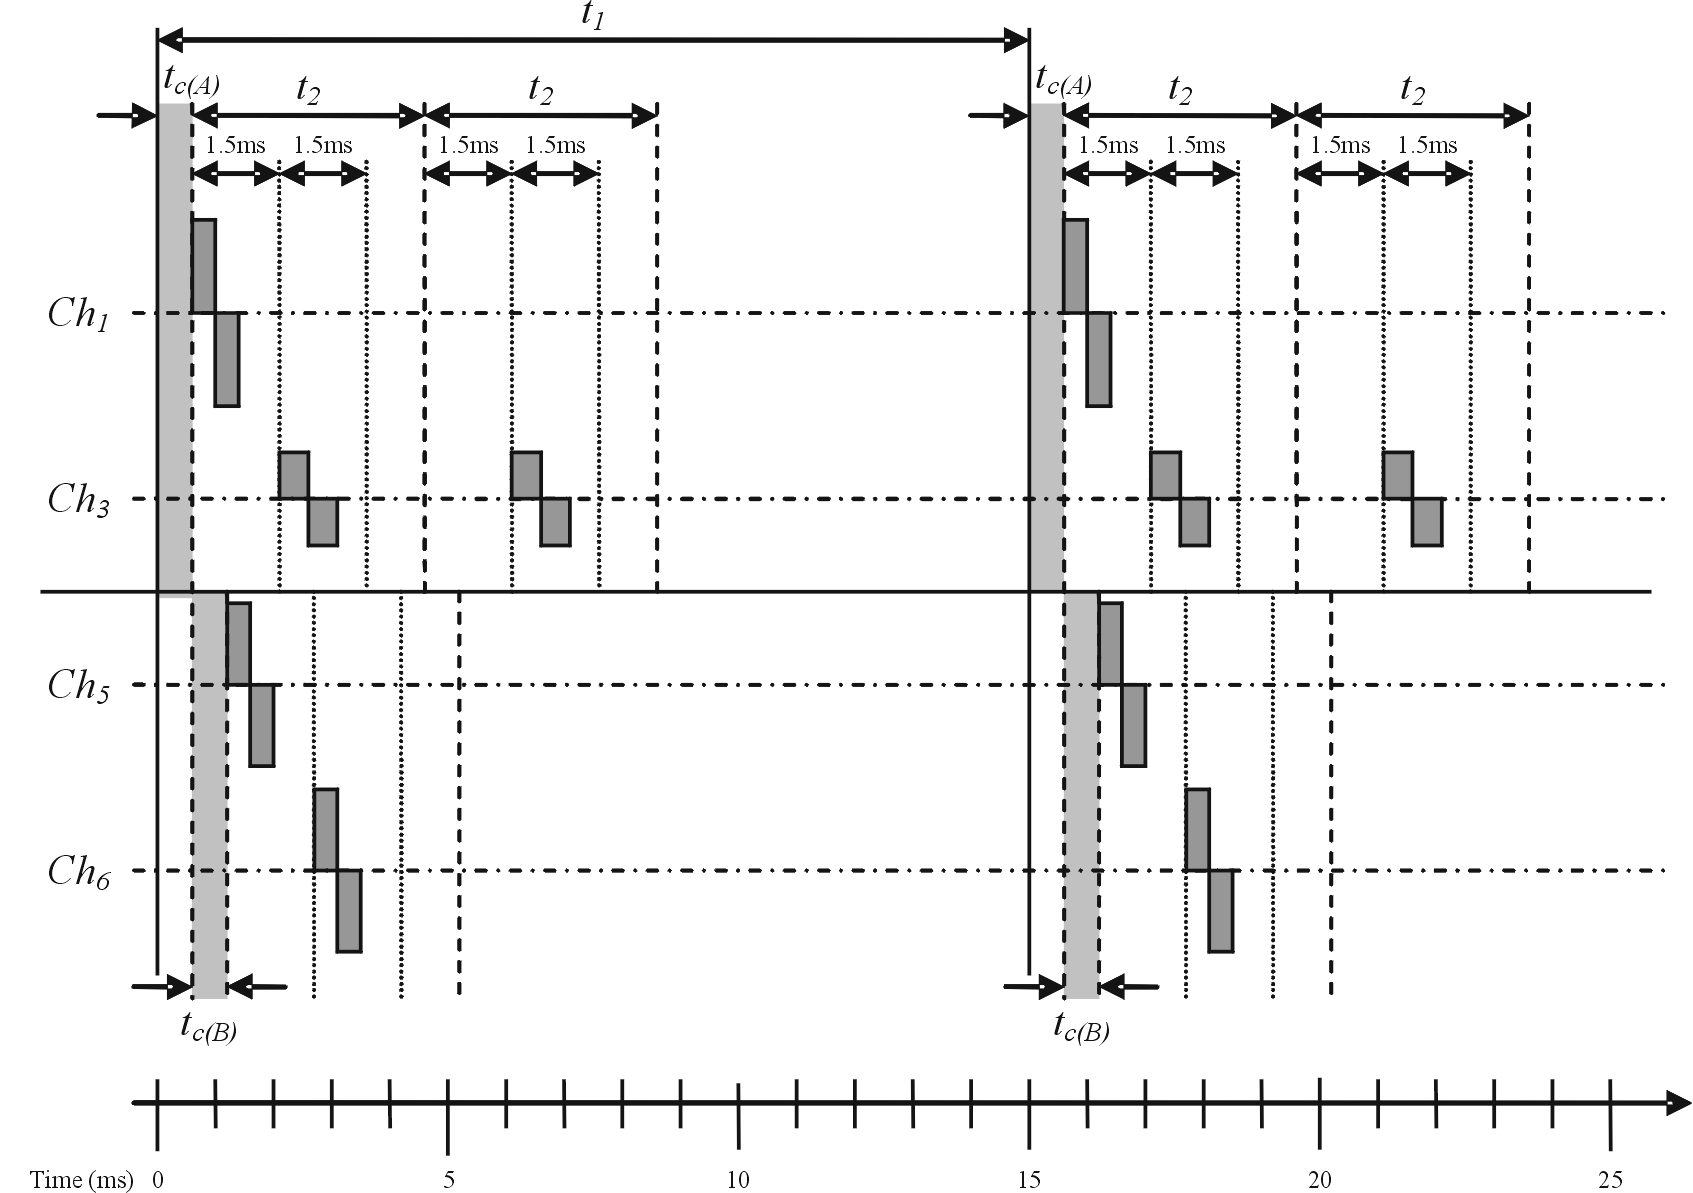 t1
tc(A) t2 t2 tc(A) t2 t2
1.5ms 1.5ms 1.5ms 1.5ms 1.5ms 1.5ms 1.5ms 1.5ms
Ch1
Ch3
Ch5
Ch6
tc(B) tc(B)
Time (ms) 0 5 10 15 20 25